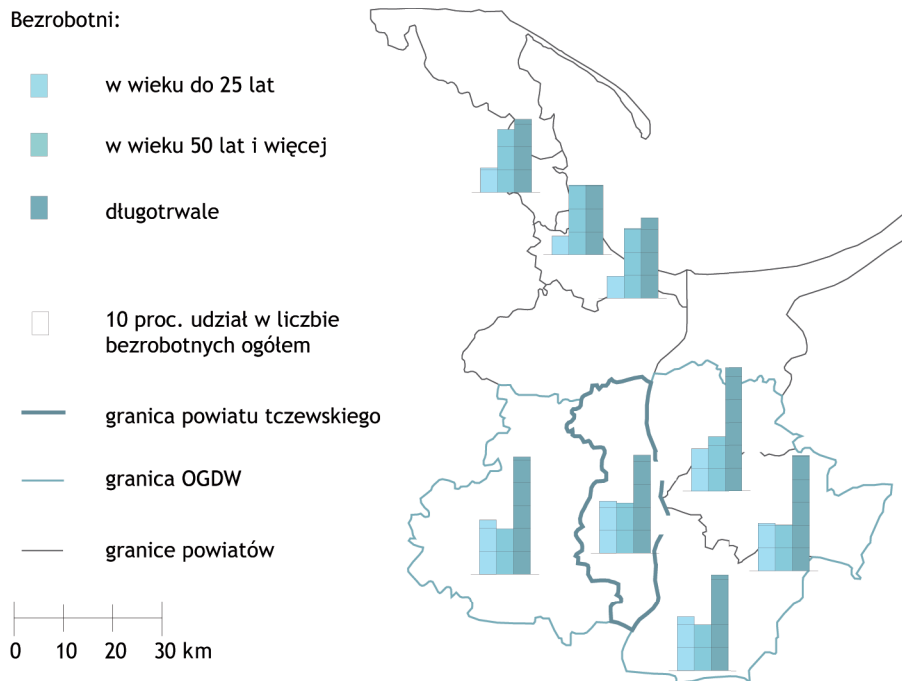 Bezrobotni:
w wieku do 25 lat
w wieku 50 lat i więcej
długotrwale
10 proc. udział w liczbie
bezrobotnych ogółem
granica powiatu tczewskiego
granica OGDW
granice powiatów
0 10 20 30 km